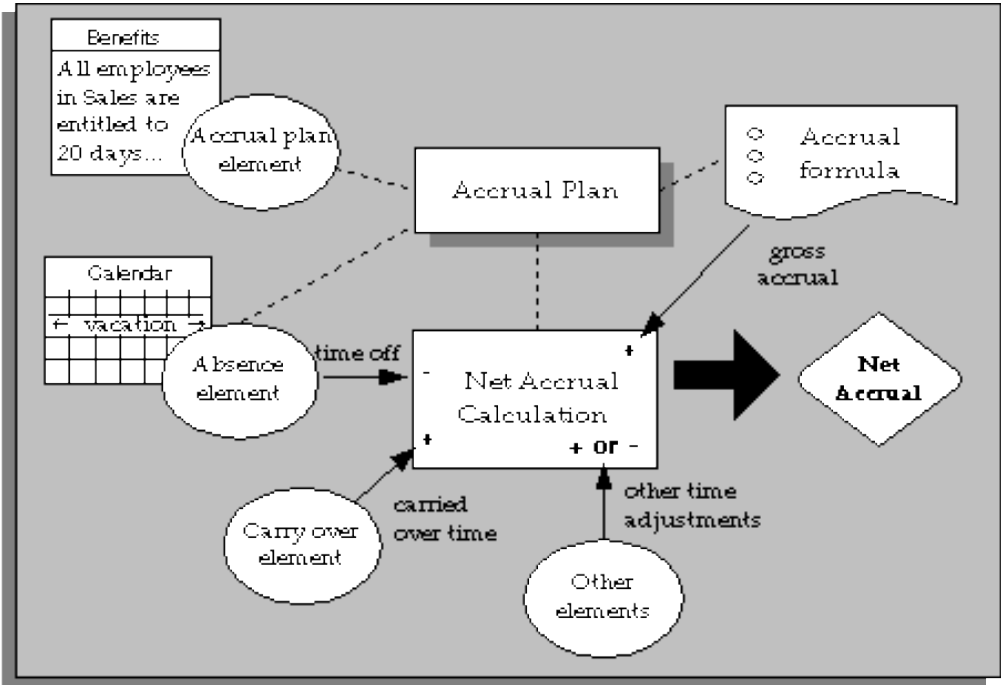 Benefits
All employees
in Sales are
entitled to
20 days...
Accrual plan
element
Accrual Plan
Accrual
formula
gross
accrual
Calendar
← vacation →
Absence
element
time off
-
+
Net Accrual
Calculation
+
+ or -
Net
Accrual
carried
over time
other time
adjustments
Carry over
element
Other
elements